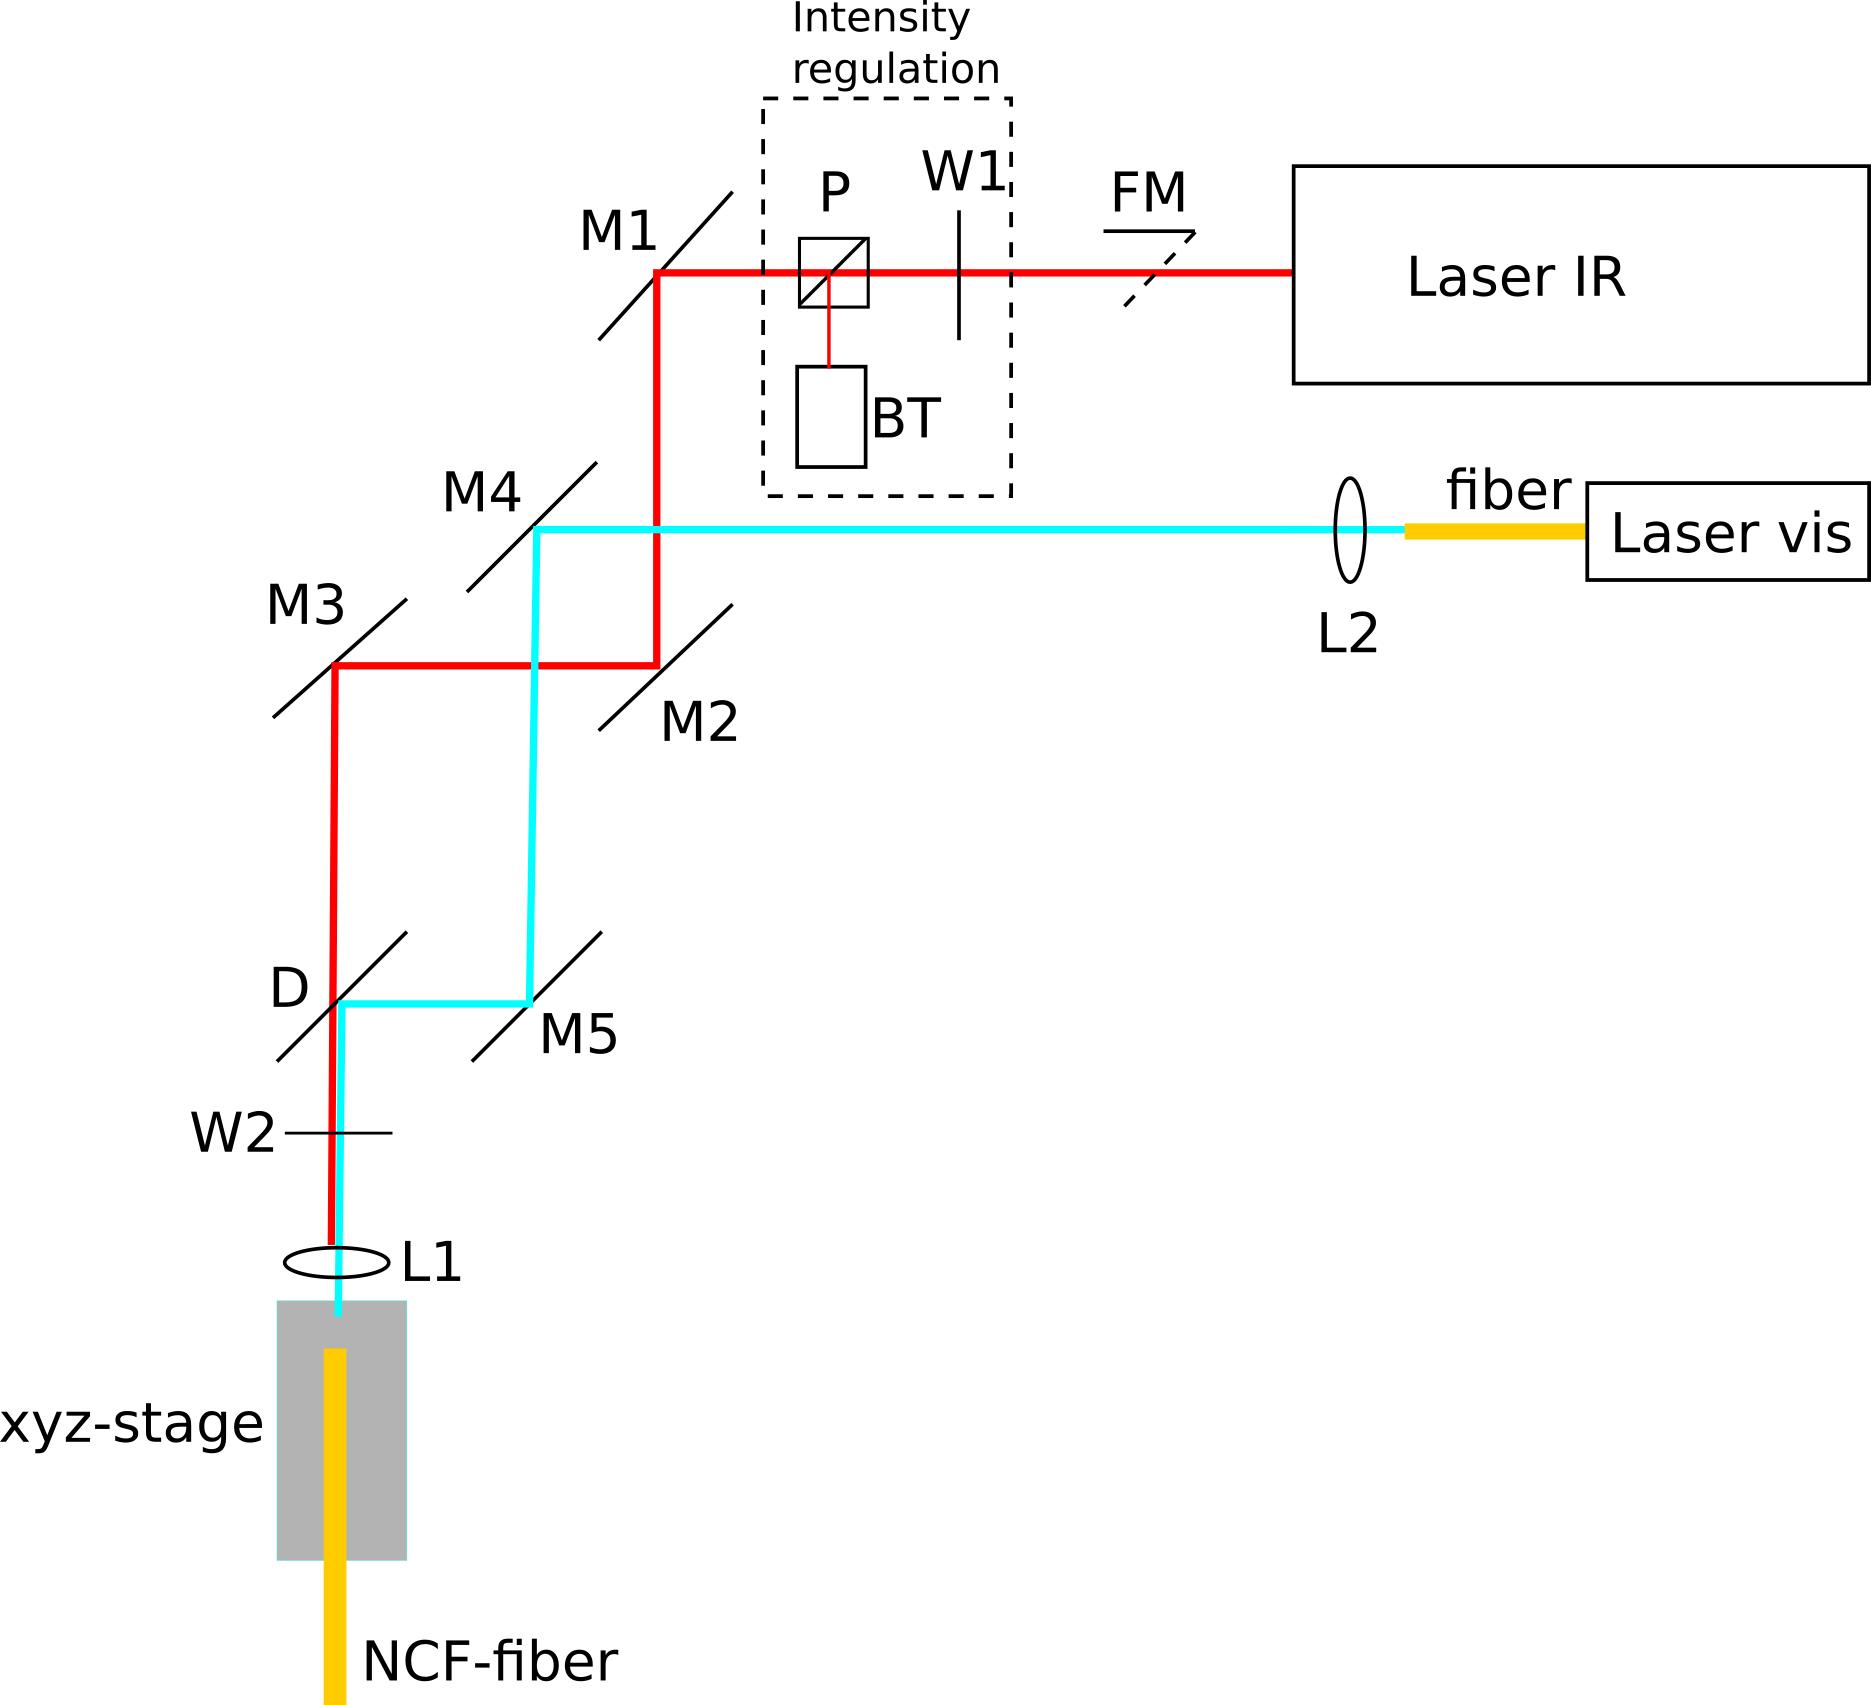 Intensity
regulation
P
W1
FM
M1
Laser IR
BT
M4
fiber
Laser vis
M3
L2
M2
D
M5
W2
L1
xyz-stage
NCF-fiber